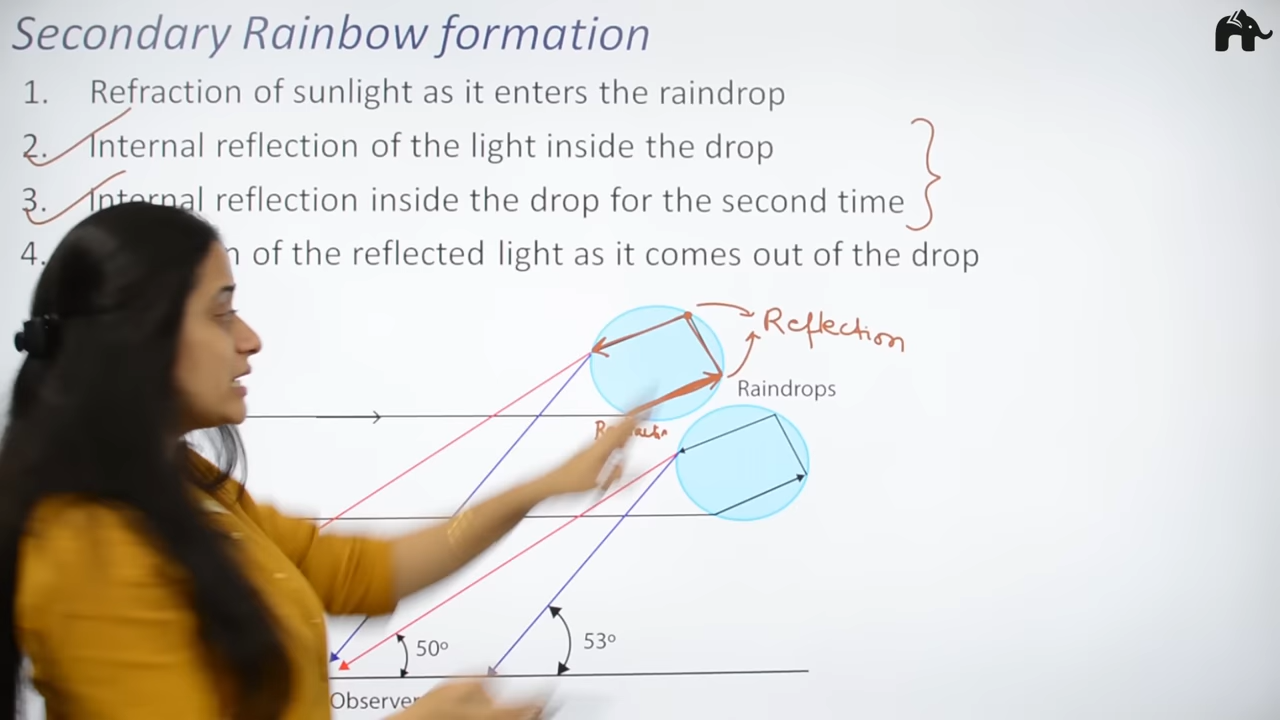 Secondary Rainbow formation
1. Refraction of sunlight as it enters the raindrop
2. Internal reflection of the light inside the drop
3. Internal reflection inside the drop for the second time
4. of the reflected light as it comes out of the drop
Reflection
Raindrops
50°
53°
Observer